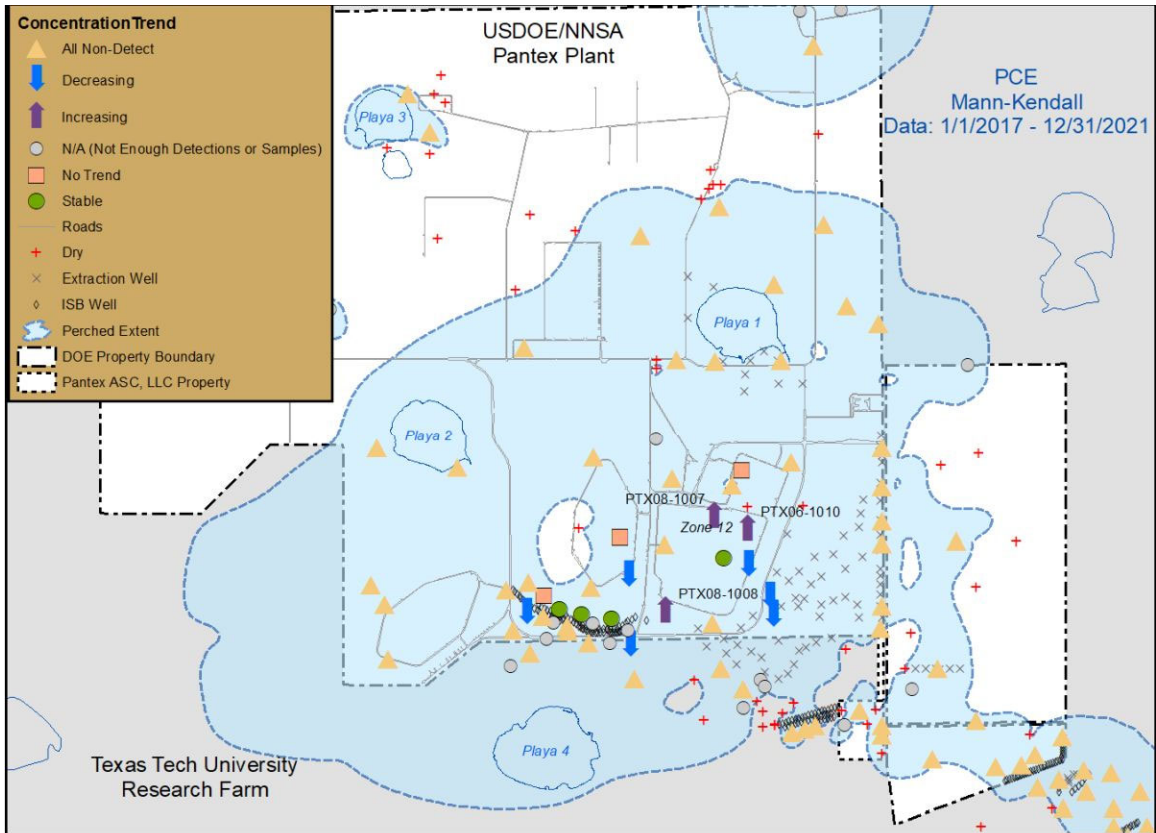 ConcentrationTrend
All Non-Detect
Decreasing
Increasing
N/A (Not Enough Detections or Samples)
No Trend
Stable
Roads
Dry
Extraction Well
ISB Well
Perched Extent
DOE Property Boundary
Pantex ASC, LLC Property
USDOE/NNSA
Pantex Plant
PCE
Mann-Kendall
Data: 1/1/2017 - 12/31/2021
Playa 3
Playa 1
Playa 2
PTX08-1007
PTX06-1010
Zone 12
PTX08-1008
Playa 4
Texas Tech University
Research Farm